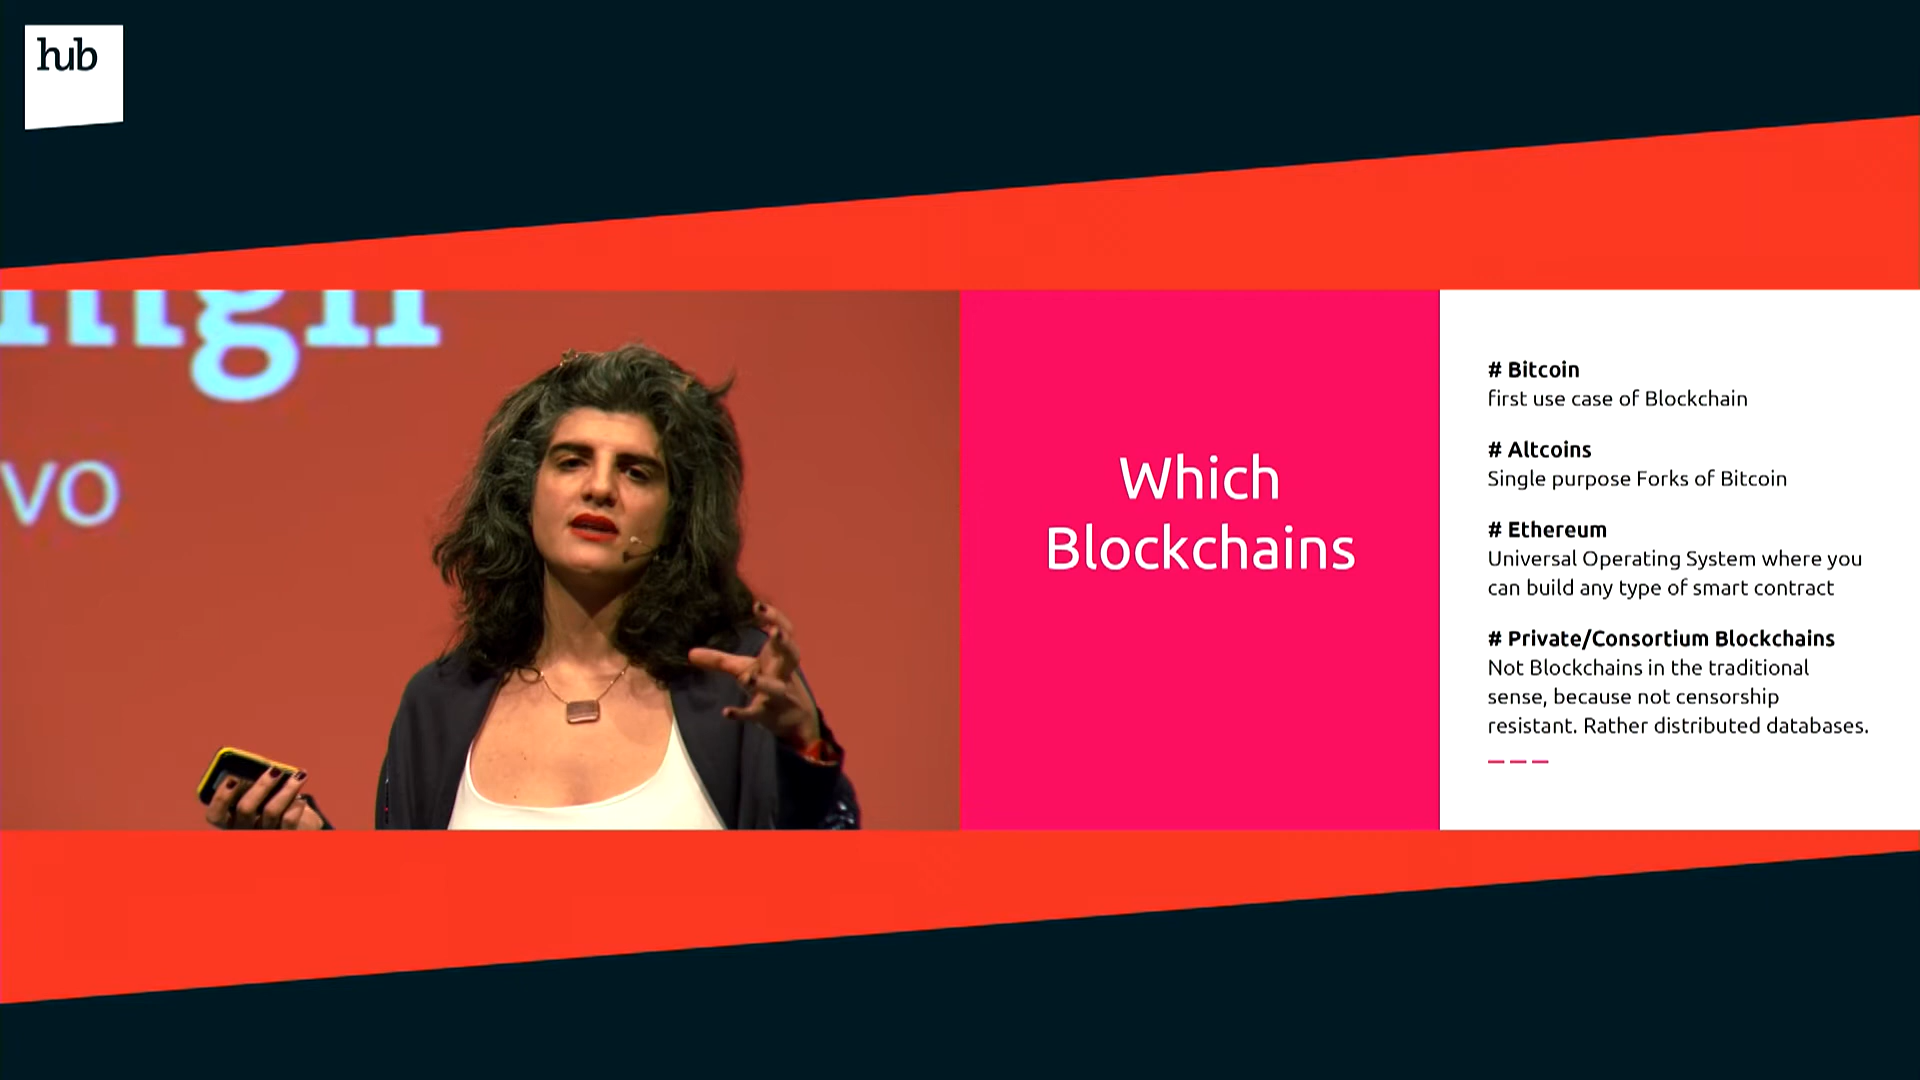 hub
vo
Which
Blockchains
# Bitcoin
first use case of Blockchain
# Altcoins
Single purpose Forks of Bitcoin
# Ethereum
Universal Operating System where you
can build any type of smart contract
# Private/Consortium Blockchains
Not Blockchains in the traditional
sense, because not censorship
resistant. Rather distributed databases.